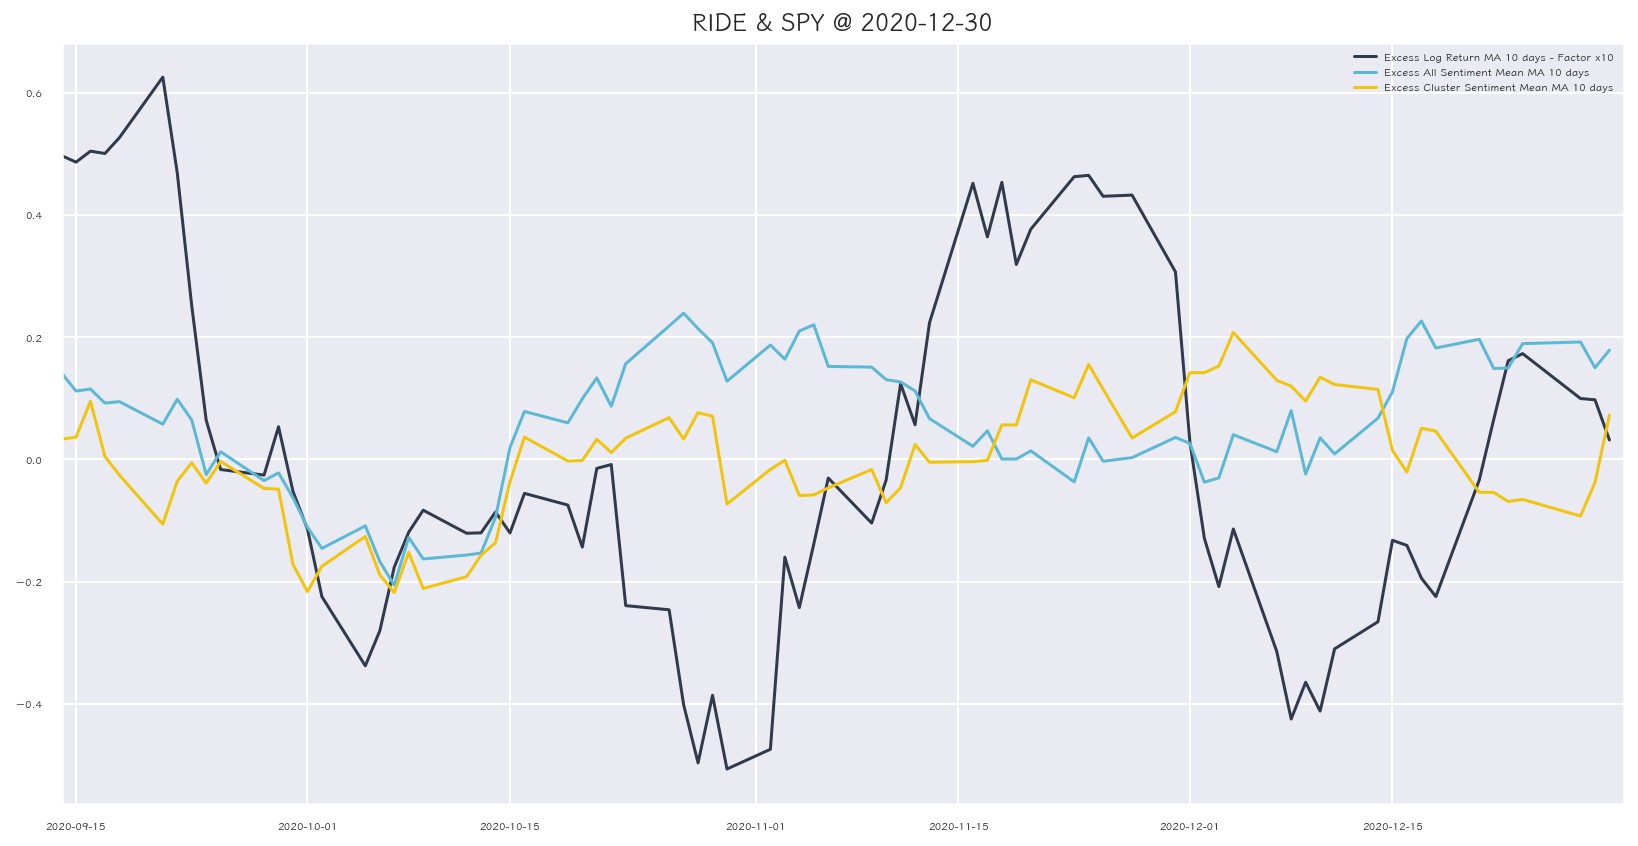 RIDE & SPY @ 2020-12-30
Excess Log Return MA 10 days - Factor x10
Excess All Sentiment Mean MA 10 days
Excess Cluster Sentiment Mean MA 10 days
0.6
0.4
0.2
0.0
−0.2
−0.4
2020-09-15 2020-10-01 2020-10-15 2020-11-01 2020-11-15 2020-12-01 2020-12-15